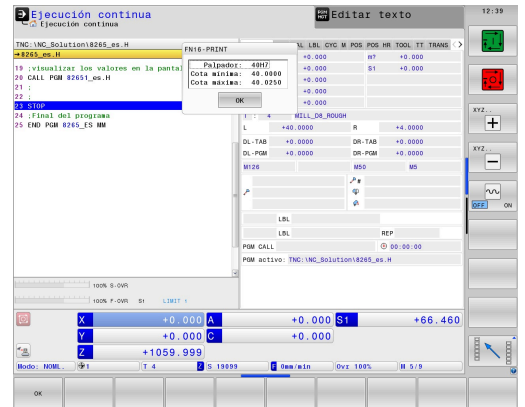 Ejecución continua
Ejecución continua
Editar texto
12:39
TNC:\NC_Solution\8265_es.H
→8265_es.H
19 ;visualizar los valores en la pantal
20 CALL PGM 82651_es.H
21 ;
22 ;
23 STOP
24 ;Final del programa
25 END PGM 8265_ES MM
FN16-PRINT
Palpador: 40H7
Cota mínima: 40.0000
Cota máxima: 40.0250
OK
AL LBL CYC M POS POS HR TOOL TT TRANS
+0.000 m? +0.000
+0.000 S1 +0.000
+0.000
+0.000
T : 4 MILL_D8_ROUGH
L +40.0000 R +4.0000
DL-TAB +0.0000 DR-TAB +0.0000
DL-PGM +0.0000 DR-PGM +0.0000
M126 M50 M5
LBL
LBL REP
PGM CALL 00:00:00
PGM activo: TNC:\NC_Solution\8265_es.H
100% S-OVR
100% F-OVR S1 LIMIT 1
X +0.000 A +0.000 S1 +66.460
Y +0.000 C +0.000
Z +1059.999
Modo: NOML. 1 T 4 Z S 19099 F 0mm/min Ovr 100% M 5/9
XYZ..
XYZ..
OFF ON
OK